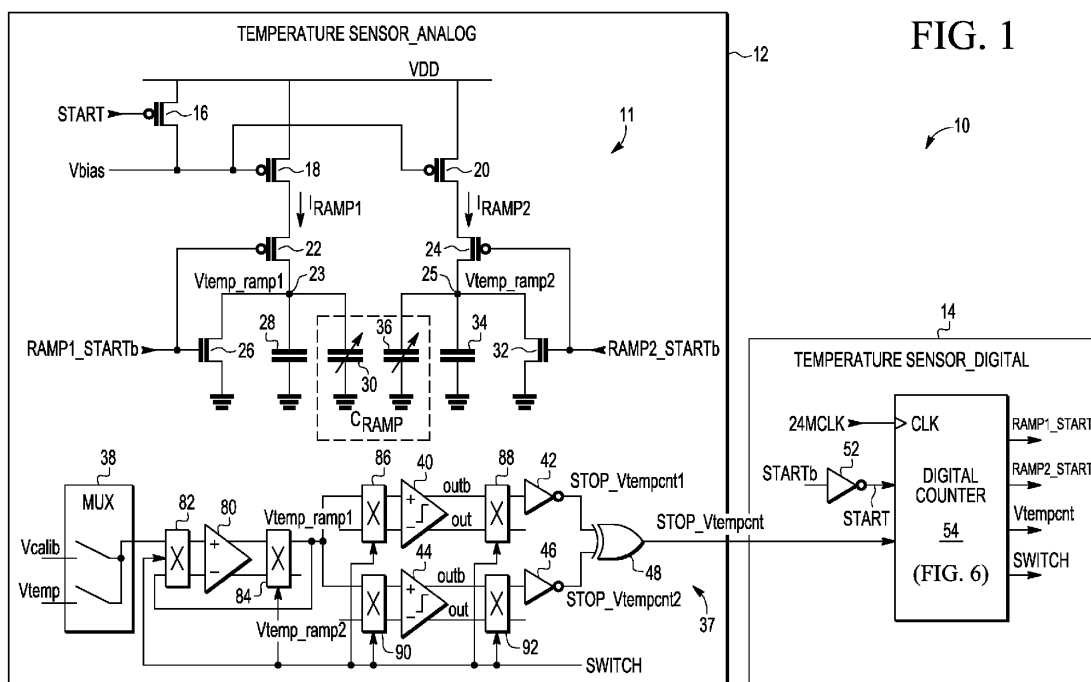 TEMPERATURE SENSOR_ANALOG
FIG. 1
12
VDD
START
16
11
10
Vbias
18
20
IRAMP1
IRAMP2
22
24
Vtemp_ramp1
23
25
Vtemp_ramp2
14
28
36
34
RAMP1_STARTb
26
30
32
RAMP2_STARTb
CRAMP
TEMPERATURE SENSOR_DIGITAL
24MCLK
CLK
RAMP1_START
STARTb
52
START
DIGITAL
COUNTER
54
(FIG. 6)
RAMP2_START
Vtempcnt
SWITCH
38
MUX
86
40
88
42
STOP_Vtempcnt1
82
80
outb
out
+
-
Vtemp_ramp1
STOP_Vtempcnt
Vcalib
Vtemp
+
-
44
46
48
84
+
-
outb
out
STOP_Vtempcnt2
Vtemp_ramp2
90
92
37
SWITCH